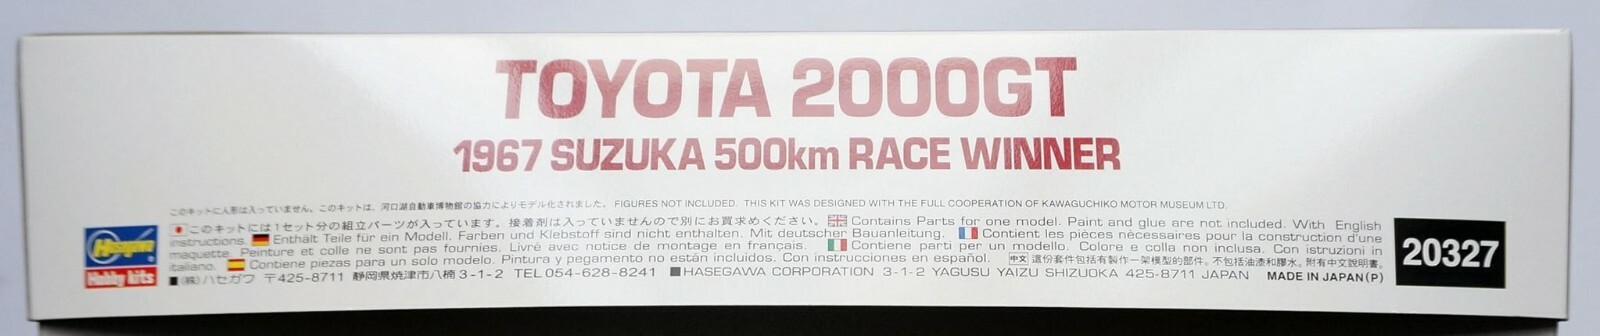 TOYOTA 2000GT
1967 SUZUKA 500km RACE WINNER
このキットに人形は入っていません。このキットは、河口湖自動車博物館の協力によりモデル化されました。 FIGURES NOT INCLUDED. THIS KIT WAS DESIGNED WITH THE FULL COOPERATION OF KAWAGUCHIKO MOTOR MUSEUM LTD.
このキットには1セット分の組立パーツが入っています。接着剤は入っていませんので別にお買求めください。 Contains Parts for one model. Paint and glue are not included. With English
instructions. Enthält Teile für ein Modell. Farben und Klebstoff sind nicht enthalten. Mit deutscher Bauanleitung. Contient les pièces nécessaires pour la construction d'une
maquette. Peinture et colle ne sont pas fournies. Livré avec notice de montage en français. Contiene parti per un modello. Colore e colla non inclusa. Con istruzioni in
italiano. Contiene piezas para un solo modelo. Pintura y pegamento no están incluidos. Con instrucciones en español. 中文 這份套件包括有製作一架模型的部件。不包括油漆和膠水。附有中文說明書。
■(株)ハセガワ 〒425-8711 静岡県焼津市八楠3-1-2 TEL 054-628-8241 ■HASEGAWA CORPORATION 3-1-2 YAGUSU YAIZU SHIZUOKA 425-8711 JAPAN MADE IN JAPAN(P)
Hasegawa
Hobby kits
20327